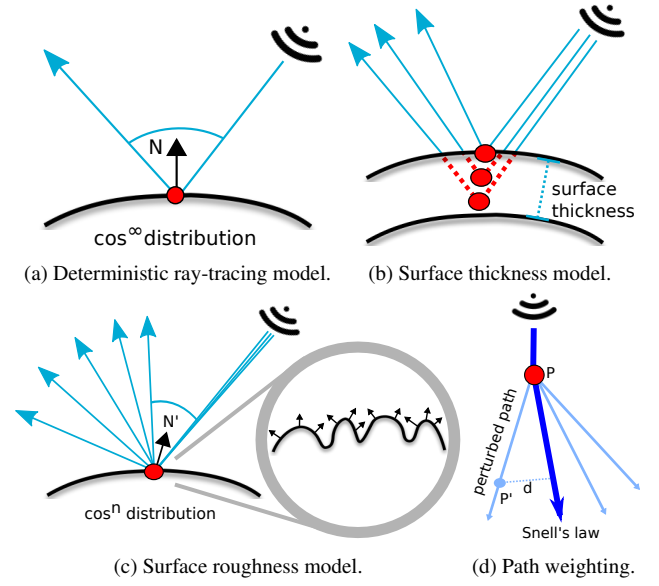 N
cos∞ distribution
(a) Deterministic ray-tracing model.
surface
thickness
(b) Surface thickness model.
N'
cosn distribution
(c) Surface roughness model.
P
perturbed path
P'
d
Snell's law
(d) Path weighting.